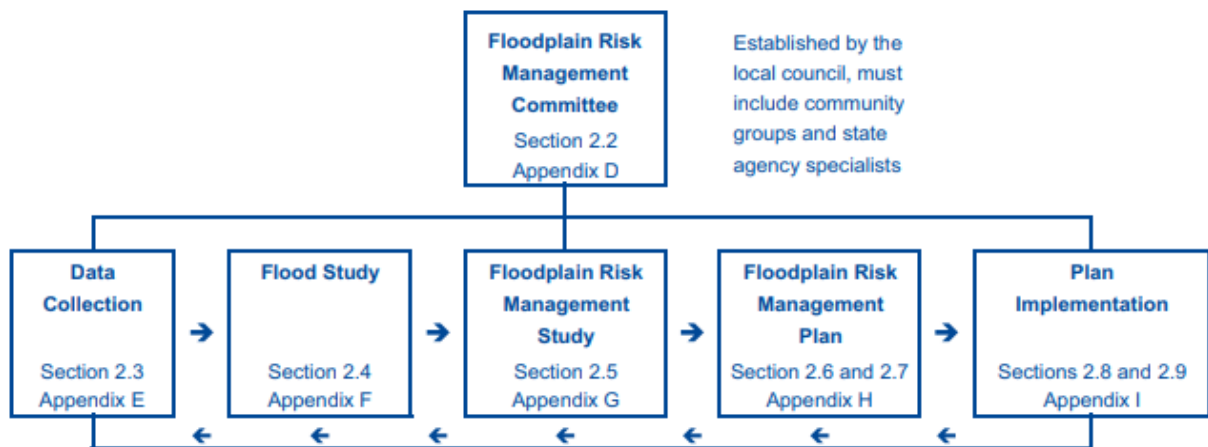 Floodplain Risk
Management
Committee
Section 2.2
Appendix D
Established by the
local council, must
include community
groups and state
agency specialists
Data
Collection
Section 2.3
Appendix E
Flood Study
Section 2.4
Appendix F
Floodplain Risk
Management
Study
Section 2.5
Appendix G
Floodplain Risk
Management
Plan
Section 2.6 and 2.7
Appendix H
Plan
Implementation
Sections 2.8 and 2.9
Appendix I